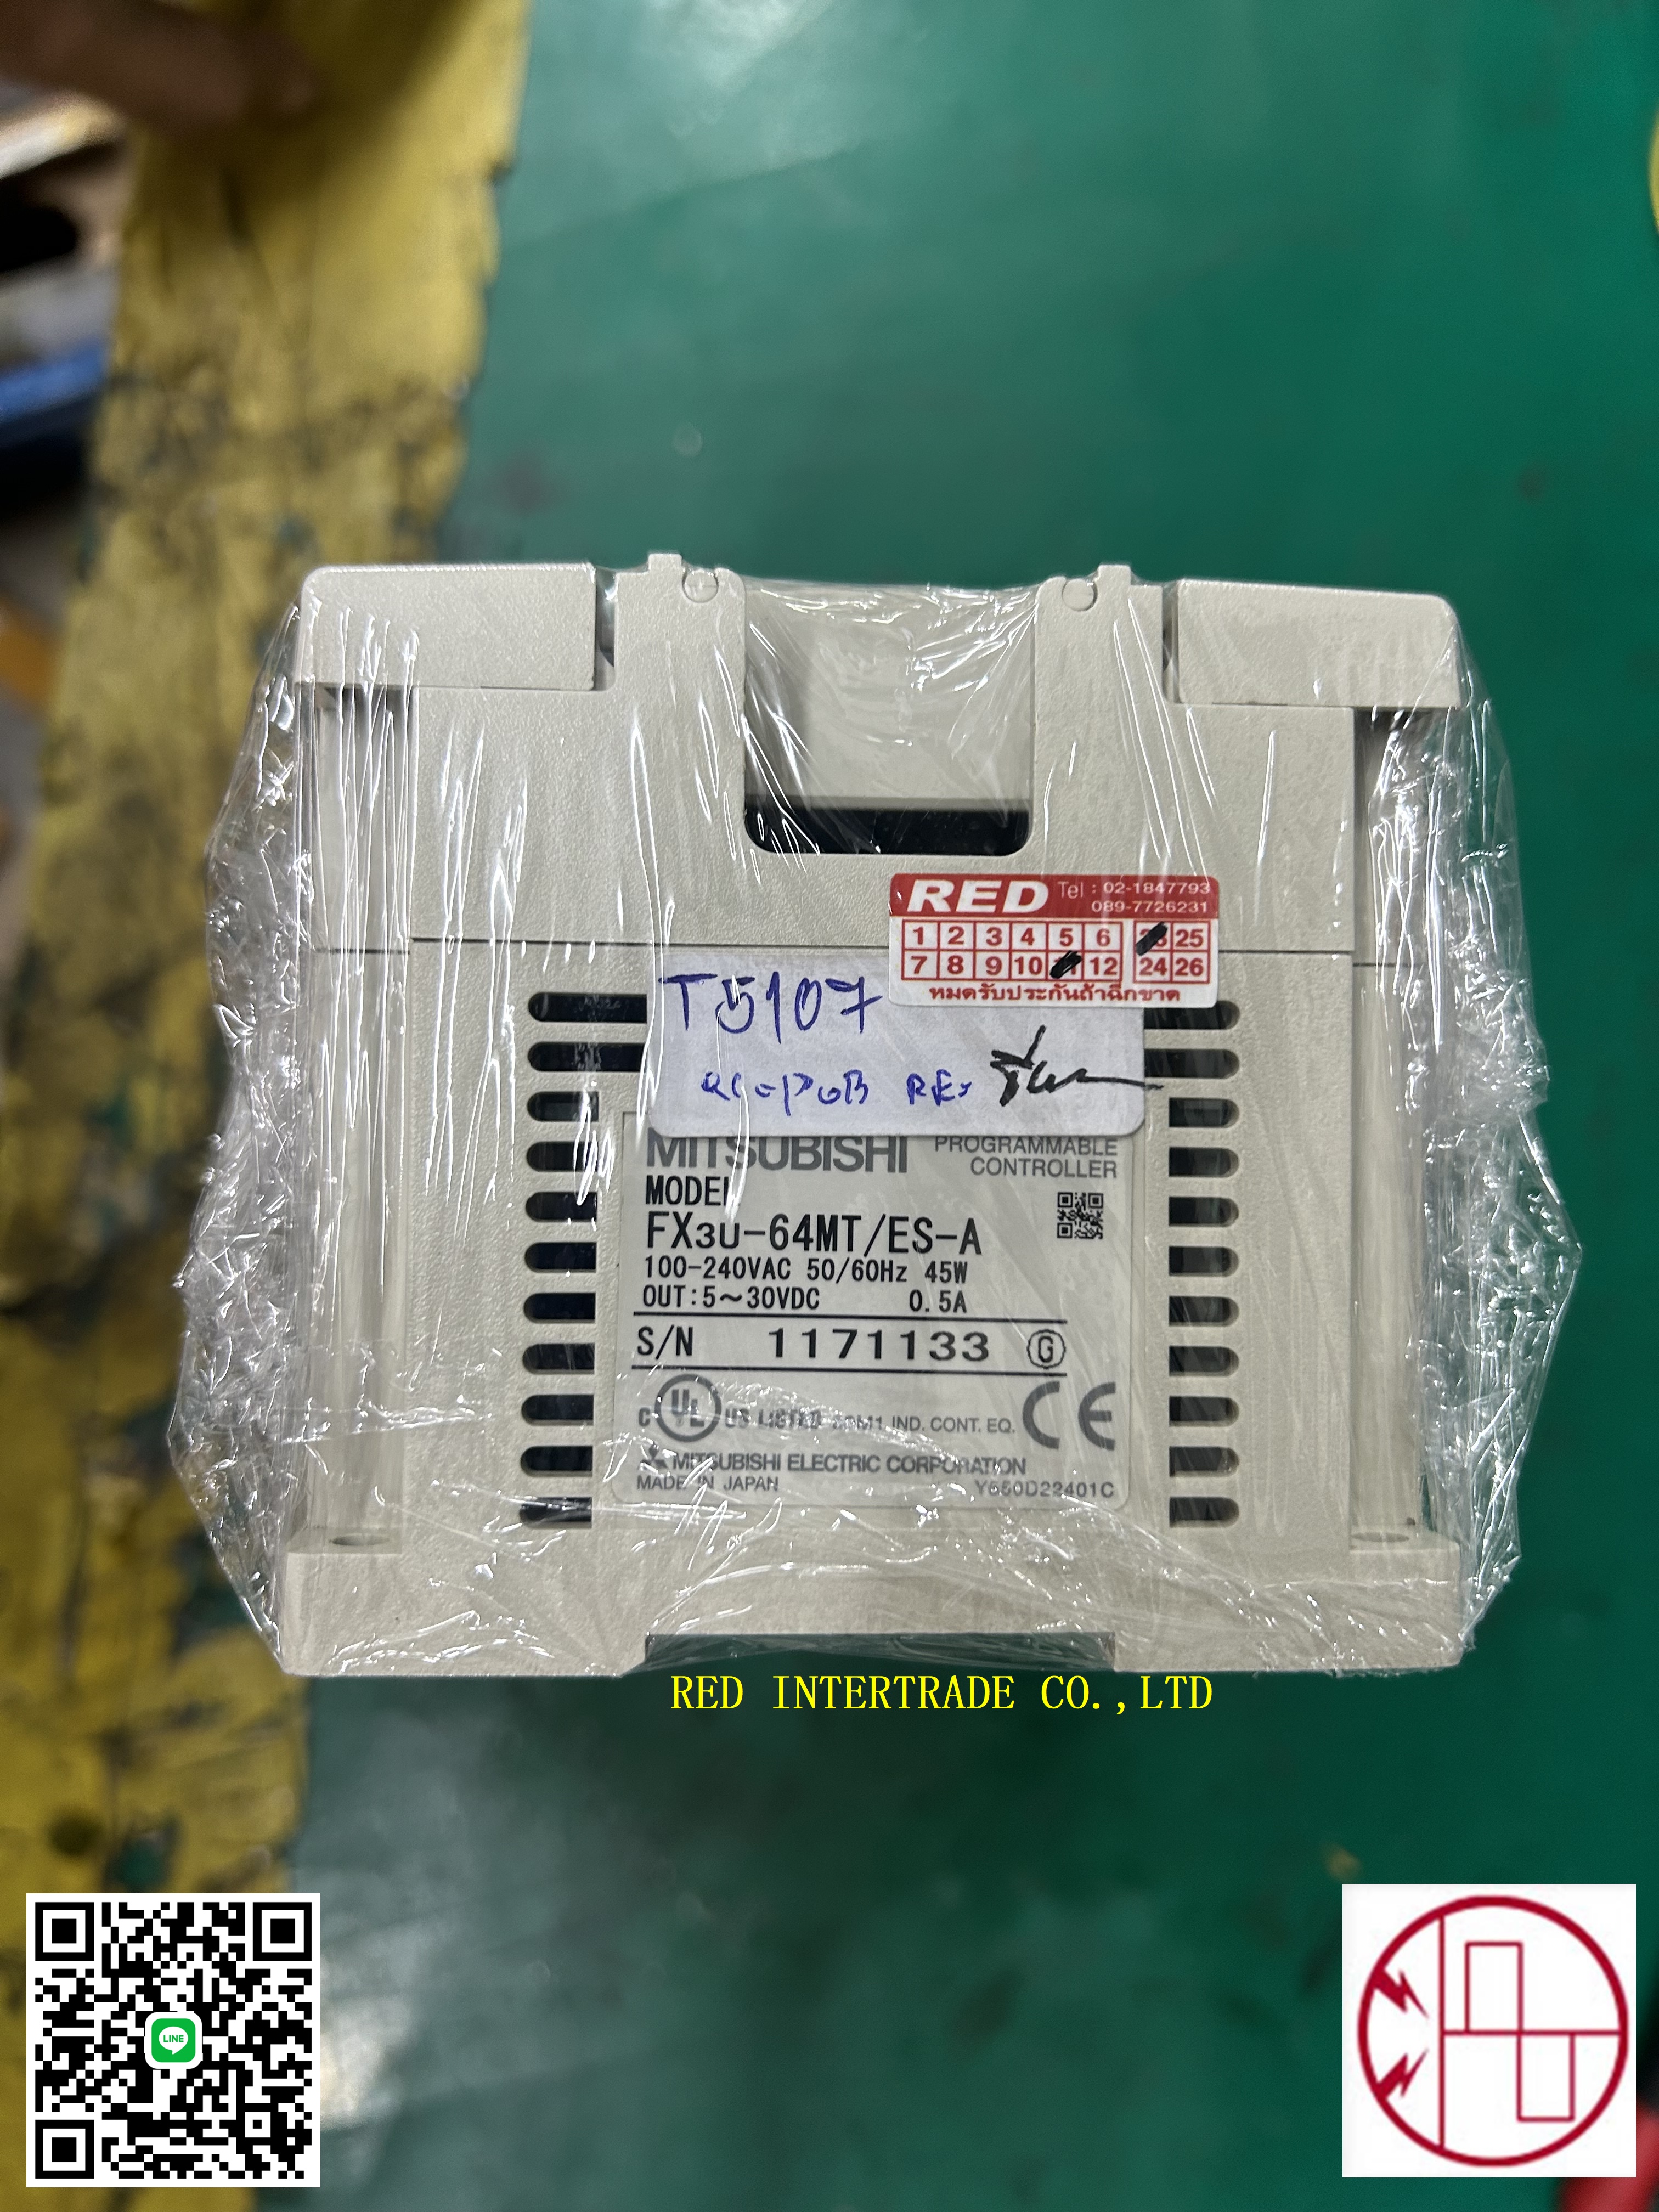 RED Tel : 02-1847793
089-7726231
1 2 3 4 5 6 23 25
7 8 9 10 11 12 24 26
หมดรับประกันถ้าฉีกขาด
T5107
MITSUBISHI PROGRAMMABLE
CONTROLLER
MODEL
FX3U-64MT/ES-A
100-240VAC 50/60Hz 45W
OUT:5~30VDC 0.5A
S/N 1171133 G
C UL US LISTED IND. CONT. EQ. CE
MITSUBISHI ELECTRIC CORPORATION
MADE IN JAPAN
RED INTERTRADE CO.,LTD
LINE